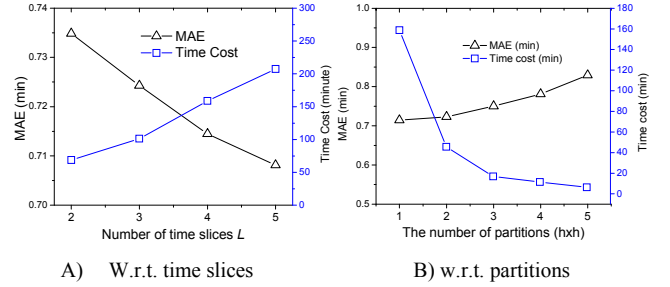 0.74
0.73
0.72
0.71
0.70
MAE (min)
MAE
Time Cost
300
250
200
150
100
50
0
Time Cost (minute)
2 3 4 5
Number of time slices L
A) W.r.t. time slices
1.0
0.9
0.8
0.7
0.6
0.5
MAE (min)
MAE (min)
Time cost (min)
180
160
140
120
100
80
60
40
20
0
Time cost (min)
1 2 3 4 5
The number of partitions (hxh)
B) w.r.t. partitions